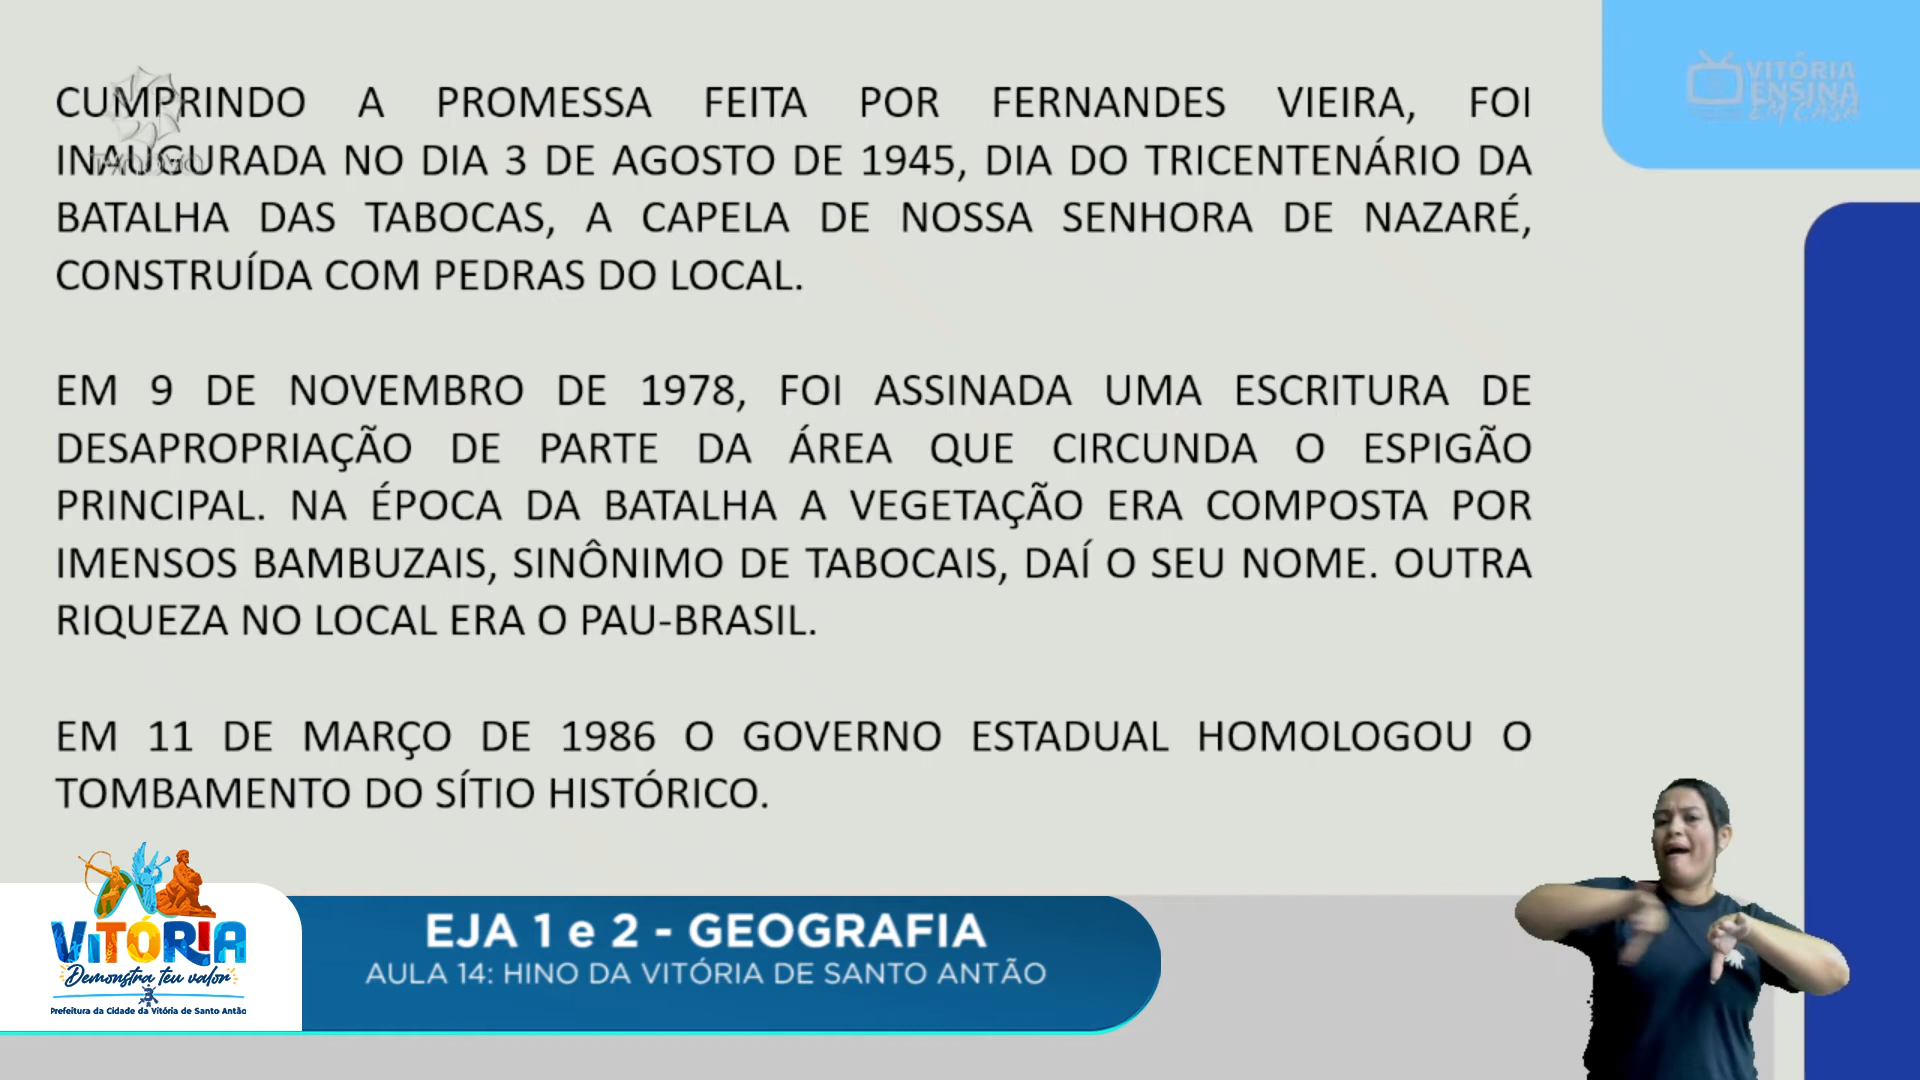 CUMPRINDO A PROMESSA FEITA POR FERNANDES VIEIRA, FOI
INAUGURADA NO DIA 3 DE AGOSTO DE 1945, DIA DO TRICENTENÁRIO DA
BATALHA DAS TABOCAS, A CAPELA DE NOSSA SENHORA DE NAZARÉ,
CONSTRUÍDA COM PEDRAS DO LOCAL.
EM 9 DE NOVEMBRO DE 1978, FOI ASSINADA UMA ESCRITURA DE
DESAPROPRIAÇÃO DE PARTE DA ÁREA QUE CIRCUNDA O ESPIGÃO
PRINCIPAL. NA ÉPOCA DA BATALHA A VEGETAÇÃO ERA COMPOSTA POR
IMENSOS BAMBUZAIS, SINÔNIMO DE TABOCAIS, DAÍ O SEU NOME. OUTRA
RIQUEZA NO LOCAL ERA O PAU-BRASIL.
EM 11 DE MARÇO DE 1986 O GOVERNO ESTADUAL HOMOLOGOU O
TOMBAMENTO DO SÍTIO HISTÓRICO.
VITÓRIA
ENSINA
EM CASA
VITÓRIA
Demonstra teu valor
Prefeitura da Cidade da Vitória de Santo Antão
EJA 1 e 2 - GEOGRAFIA
AULA 14: HINO DA VITÓRIA DE SANTO ANTÃO